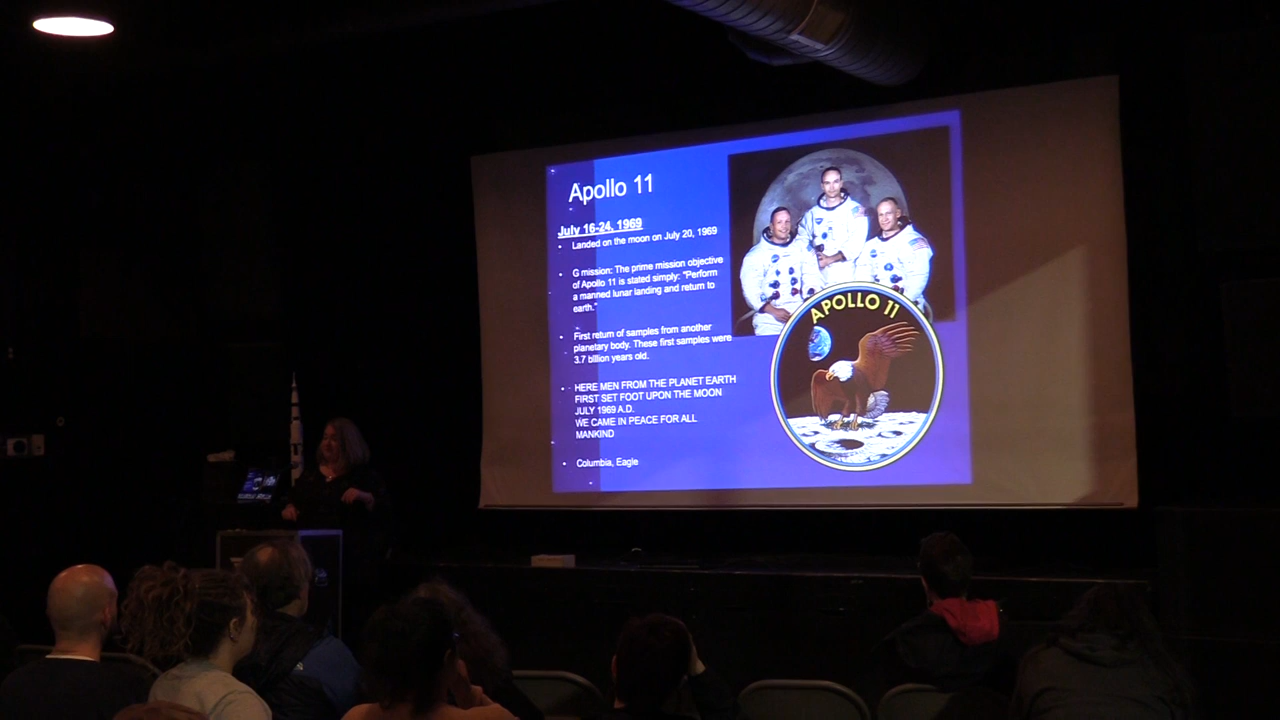 Apollo 11
July 16-24, 1969
Landed on the moon on July 20, 1969
G mission: The prime mission objective
of Apollo 11 is stated simply: "Perform
a manned lunar landing and return to
earth."
First return of samples from another
planetary body. These first samples were
3.7 billion years old.
HERE MEN FROM THE PLANET EARTH
FIRST SET FOOT UPON THE MOON
JULY 1969 A.D.
WE CAME IN PEACE FOR ALL
MANKIND
Columbia, Eagle
APOLLO 11